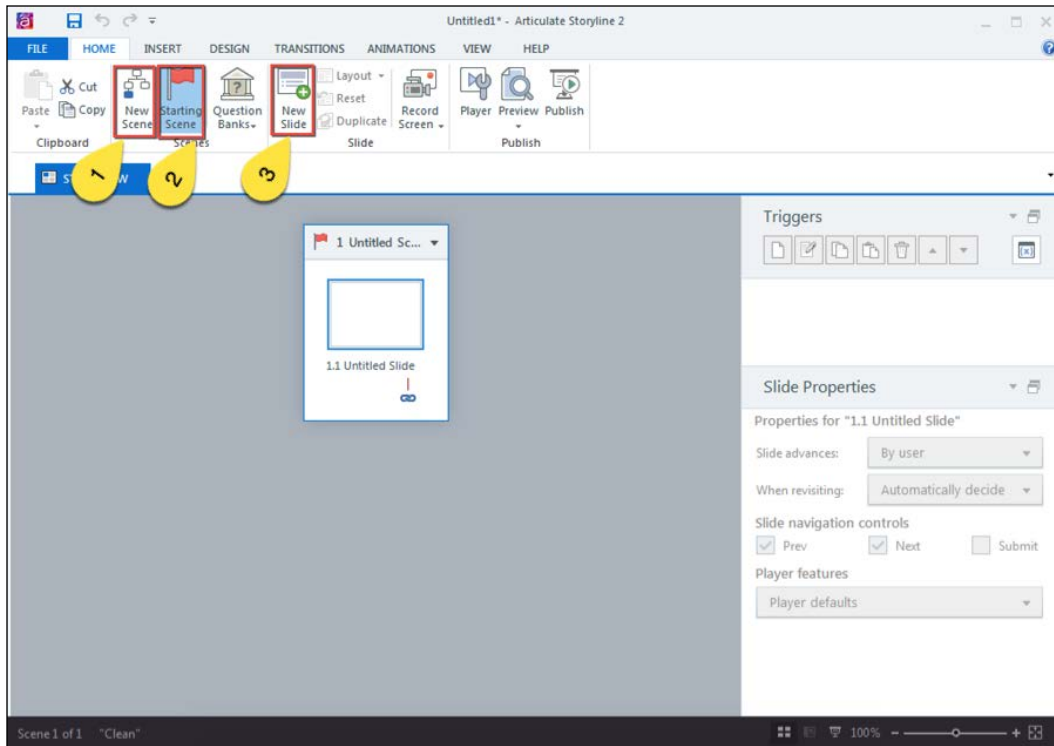 Untitled1* - Articulate Storyline 2
FILE HOME INSERT DESIGN TRANSITIONS ANIMATIONS VIEW HELP
Paste Cut Copy
New Scene Starting Scene Question Banks
New Slide Layout Reset Duplicate Record Screen
Player Preview Publish
Clipboard Slide Publish
1 2 3
Triggers
1 Untitled Sc...
1.1 Untitled Slide
Slide Properties
Properties for "1.1 Untitled Slide"
Slide advances: By user
When revisiting: Automatically decide
Slide navigation controls
Prev Next Submit
Player features
Player defaults
Scene 1 of 1 "Clean" 100%